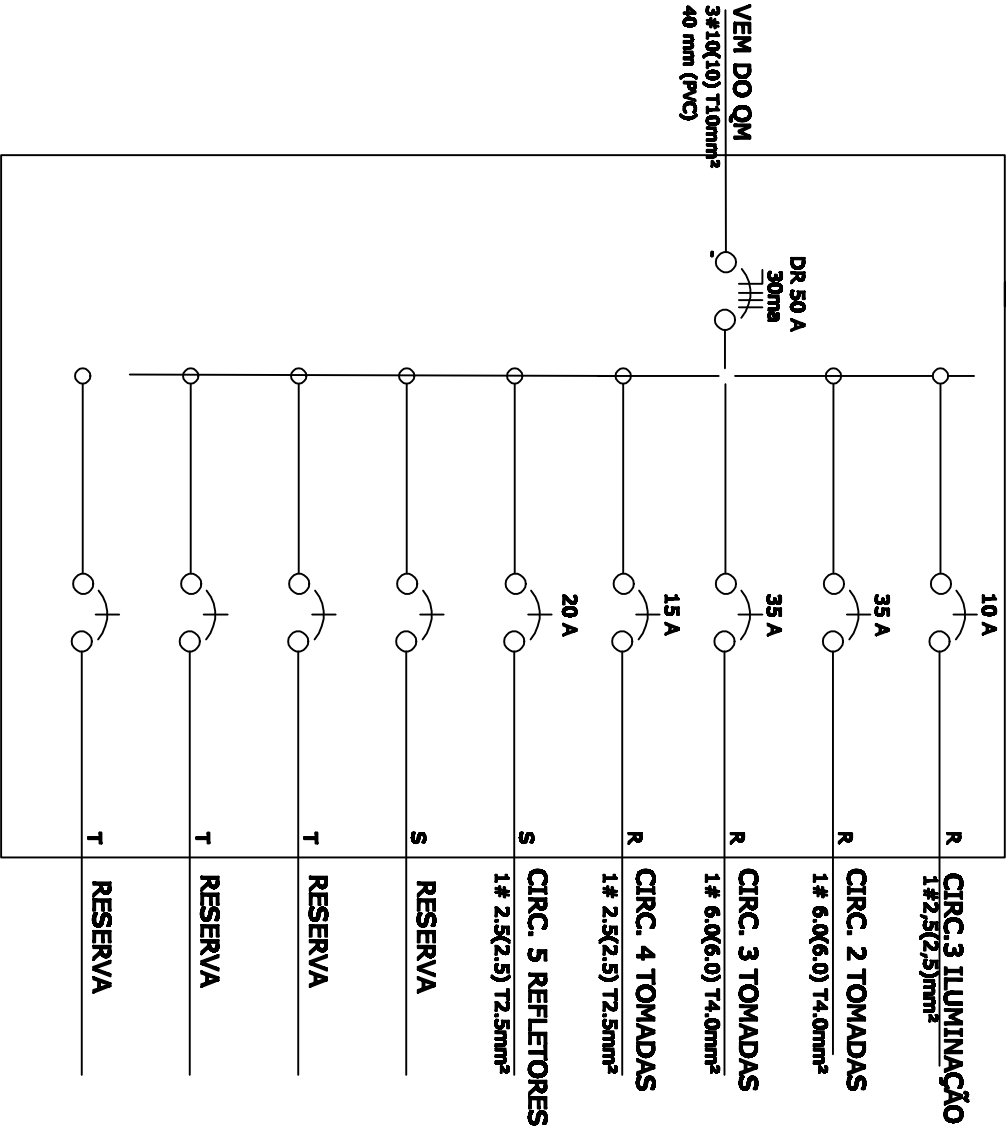 VEM DO QM
3#10(10) T10mm²
40 mm (PVC)
DR 50 A
30ma
10 A
R
CIRC.3 ILUMINAÇÃO
1#2,5(2,5)mm²
35 A
R
CIRC. 2 TOMADAS
1# 6.0(6.0) T4.0mm²
35 A
R
CIRC. 3 TOMADAS
1# 6.0(6.0) T4.0mm²
15 A
R
CIRC. 4 TOMADAS
1# 2.5(2.5) T2.5mm²
20 A
S
CIRC. 5 REFLETORES
1# 2.5(2.5) T2.5mm²
S
RESERVA
T
RESERVA
T
RESERVA
T
RESERVA